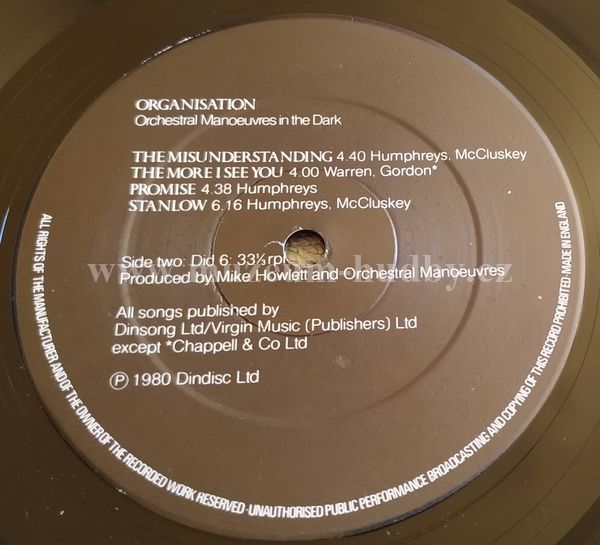 ORGANISATION
Orchestral Manoeuvres in the Dark
THE MISUNDERSTANDING 4.40 Humphreys, McCluskey
THE MORE I SEE YOU 4.00 Warren, Gordon*
PROMISE 4.38 Humphreys
STANLOW 6.16 Humphreys, McCluskey
Side two: Did 6: 33⅓ rpm
Produced by Mike Howlett and Orchestral Manoeuvres
All songs published by
Dinsong Ltd/Virgin Music (Publishers) Ltd
except *Chappell & Co Ltd
Ⓟ 1980 Dindisc Ltd
ALL RIGHTS OF THE MANUFACTURER AND OF THE OWNER OF THE RECORDED WORK RESERVED·UNAUTHORISED PUBLIC PERFORMANCE BROADCASTING AND COPYING OF THIS RECORD PROHIBITED·MADE IN ENGLAND